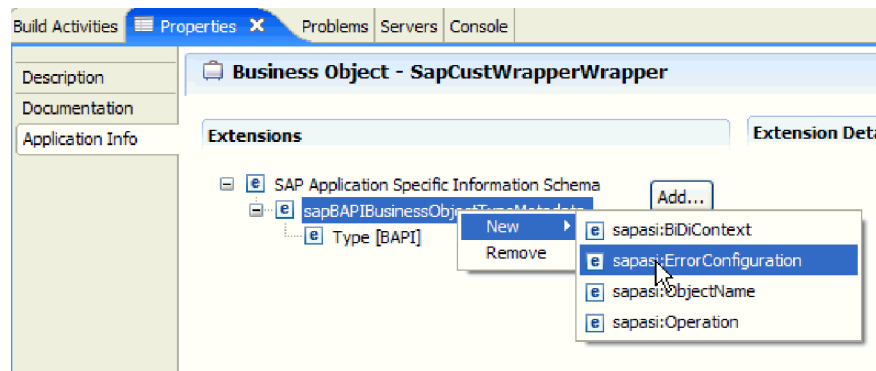 Build Activities Properties Problems Servers Console
Description
Documentation
Application Info
Business Object - SapCustWrapperWrapper
Extensions
Extension Deta
SAP Application Specific Information Schema
Add...
sapBAPIBusinessObjectTypeMetadata
Type [BAPI]
New
Remove
sapasi:BiDiContext
sapasi:ErrorConfiguration
sapasi:ObjectName
sapasi:Operation